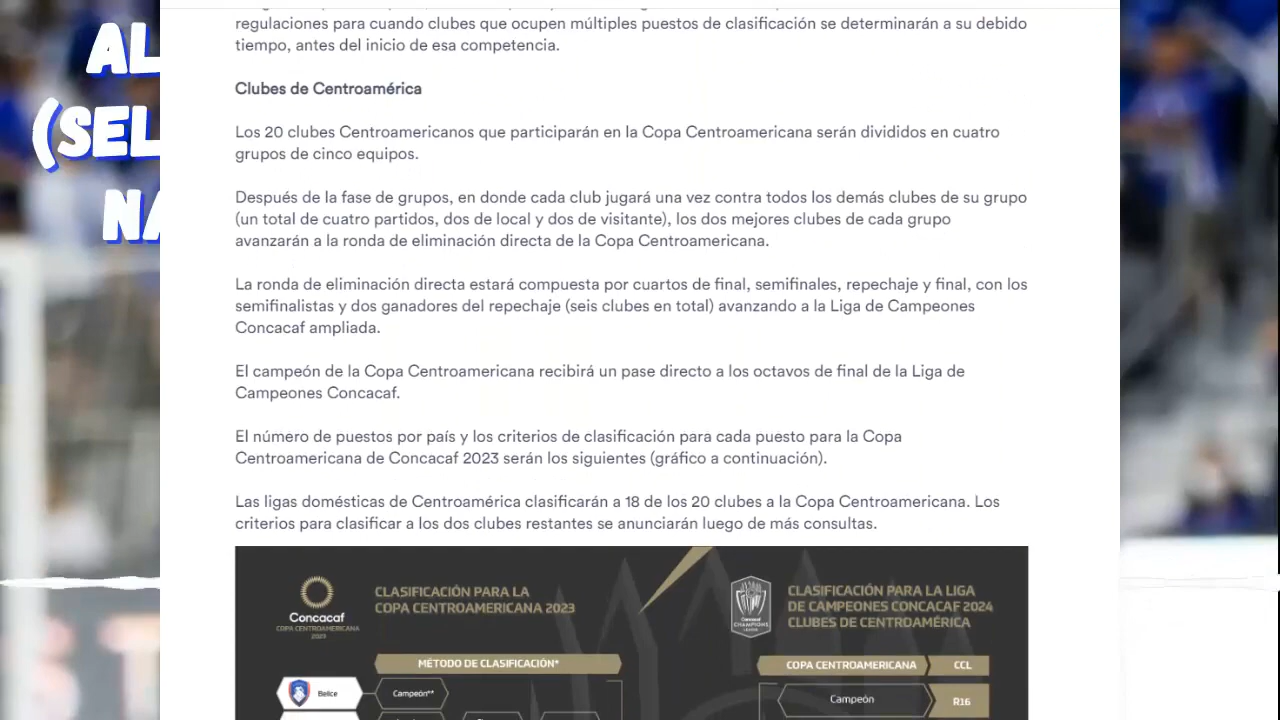 AL
(SEL
NA
regulaciones para cuando clubes que ocupen múltiples puestos de clasificación se determinarán a su debido
tiempo, antes del inicio de esa competencia.
Clubes de Centroamérica
Los 20 clubes Centroamericanos que participarán en la Copa Centroamericana serán divididos en cuatro
grupos de cinco equipos.
Después de la fase de grupos, en donde cada club jugará una vez contra todos los demás clubes de su grupo
(un total de cuatro partidos, dos de local y dos de visitante), los dos mejores clubes de cada grupo
avanzarán a la ronda de eliminación directa de la Copa Centroamericana.
La ronda de eliminación directa estará compuesta por cuartos de final, semifinales, repechaje y final, con los
semifinalistas y dos ganadores del repechaje (seis clubes en total) avanzando a la Liga de Campeones
Concacaf ampliada.
El campeón de la Copa Centroamericana recibirá un pase directo a los octavos de final de la Liga de
Campeones Concacaf.
El número de puestos por país y los criterios de clasificación para cada puesto para la Copa
Centroamericana de Concacaf 2023 serán los siguientes (gráfico a continuación).
Las ligas domésticas de Centroamérica clasificarán a 18 de los 20 clubes a la Copa Centroamericana. Los
criterios para clasificar a los dos clubes restantes se anunciarán luego de más consultas.
Concacaf
COPA CENTROAMERICANA
2023
CLASIFICACIÓN PARA LA
COPA CENTROAMERICANA 2023
Concacaf
CHAMPIONS
LEAGUE
CLASIFICACIÓN PARA LA LIGA
DE CAMPEONES CONCACAF 2024
CLUBES DE CENTROAMÉRICA
MÉTODO DE CLASIFICACIÓN*
COPA CENTROAMERICANA CCL
Belice Campeón**
Campeón R16